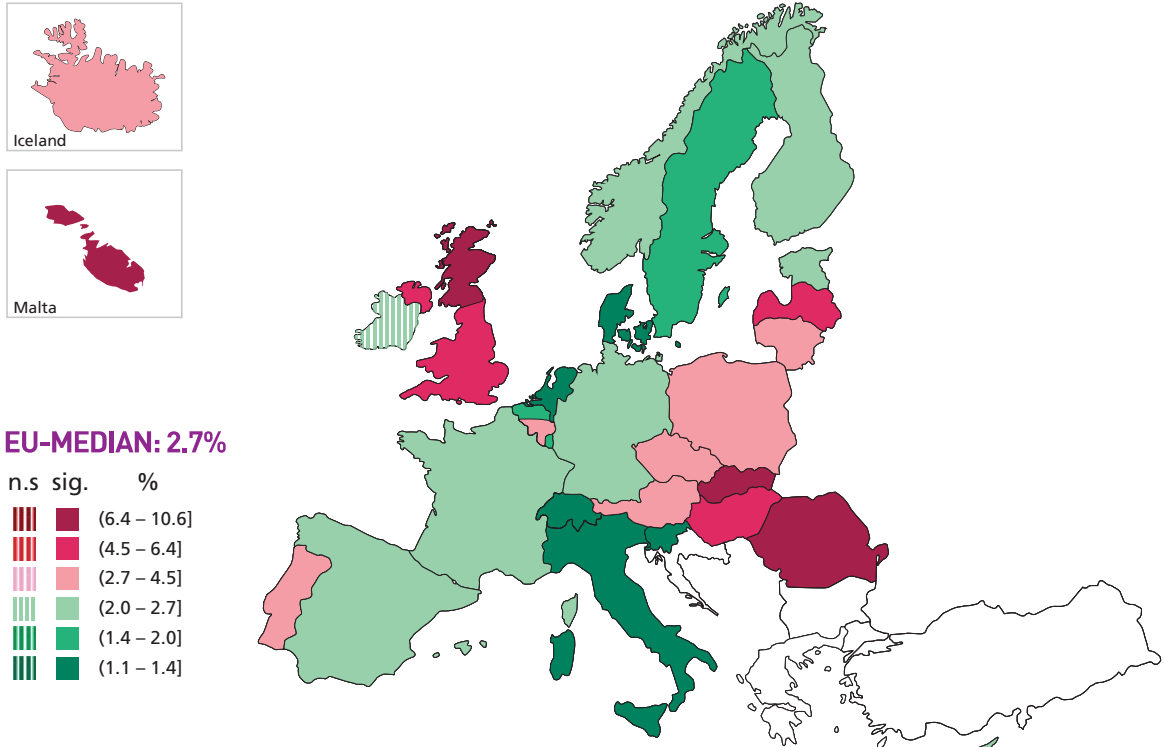 Iceland
Malta
EU-MEDIAN: 2.7%
n.s sig. %
(6.4 – 10.6]
(4.5 – 6.4]
(2.7 – 4.5]
(2.0 – 2.7]
(1.4 – 2.0]
(1.1 – 1.4]